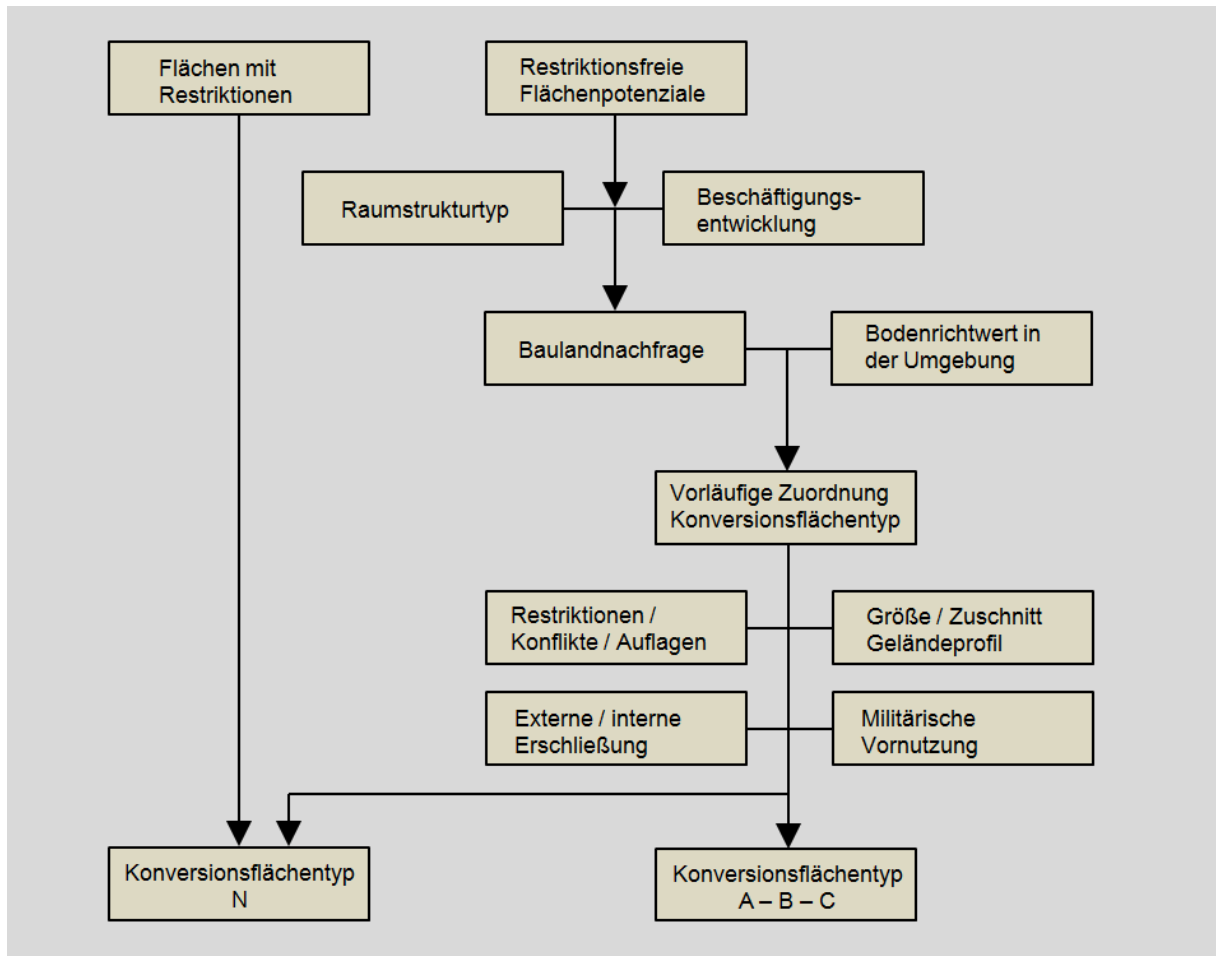 Flächen mit
Restriktionen
Restriktionsfreie
Flächenpotenziale
Raumstrukturtyp
Beschäftigungs-
entwicklung
Baulandnachfrage
Bodenrichtwert in
der Umgebung
Vorläufige Zuordnung
Konversionsflächentyp
Restriktionen /
Konflikte / Auflagen
Größe / Zuschnitt
Geländeprofil
Externe / interne
Erschließung
Militärische
Vornutzung
Konversionsflächentyp
N
Konversionsflächentyp
A – B – C